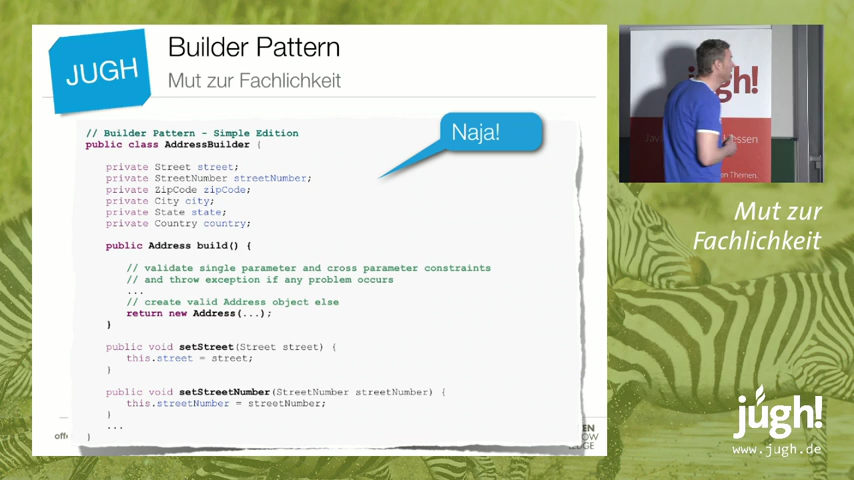 JUGH
Builder Pattern
Mut zur Fachlichkeit
Naja!
// Builder Pattern - Simple Edition
public class AddressBuilder {
private Street street;
private StreetNumber streetNumber;
private ZipCode zipCode;
private City city;
private State state;
private Country country;
public Address build() {
// validate single parameter and cross parameter constraints
// and throw exception if any problem occurs
...
// create valid Address object else
return new Address(...);
}
public void setStreet(Street street) {
this.street = street;
}
public void setStreetNumber(StreetNumber streetNumber) {
this.streetNumber = streetNumber;
}
...
}
Mut zur
Fachlichkeit
jugh!
www.jugh.de